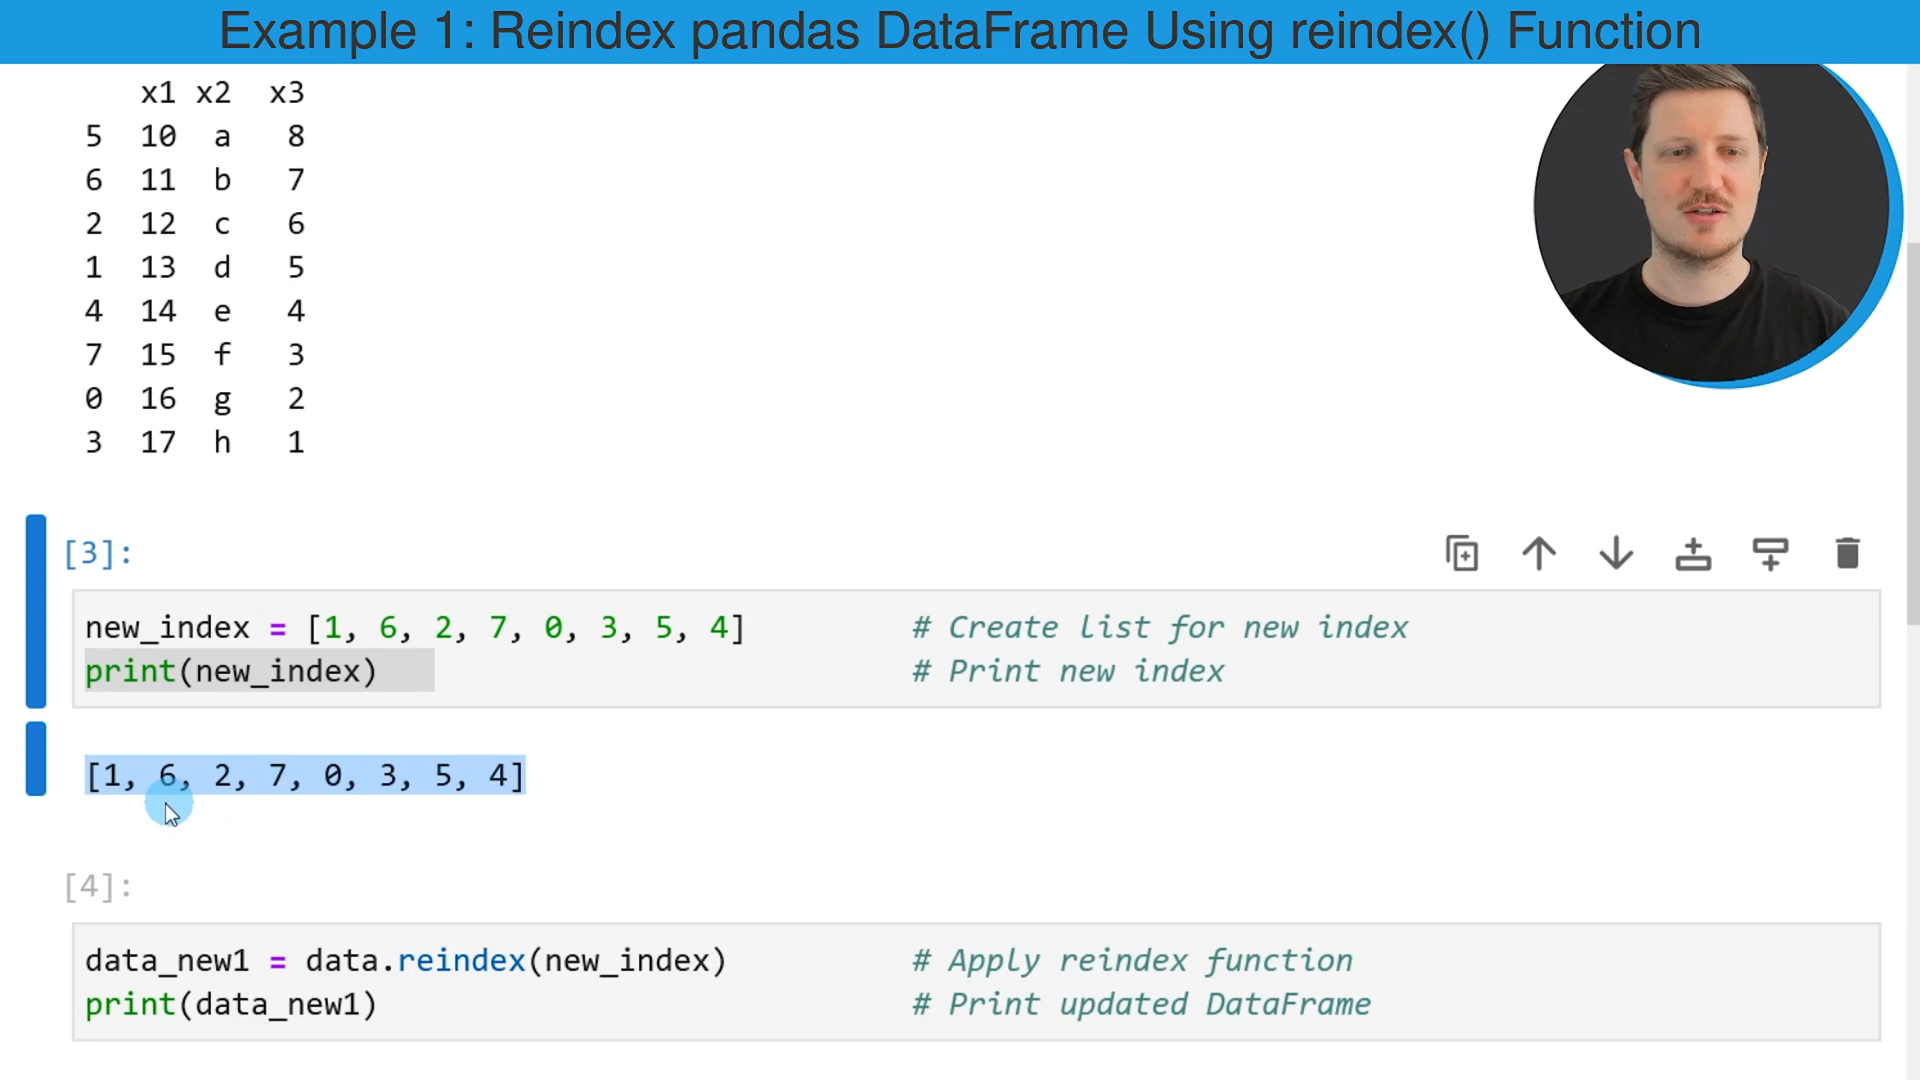 Example 1: Reindex pandas DataFrame Using reindex() Function
x1 x2 x3
5 10 a 8
6 11 b 7
2 12 c 6
1 13 d 5
4 14 e 4
7 15 f 3
0 16 g 2
3 17 h 1
[3]:
new_index = [1, 6, 2, 7, 0, 3, 5, 4] # Create list for new index
print(new_index) # Print new index
[1, 6, 2, 7, 0, 3, 5, 4]
[4]:
data_new1 = data.reindex(new_index) # Apply reindex function
print(data_new1) # Print updated DataFrame